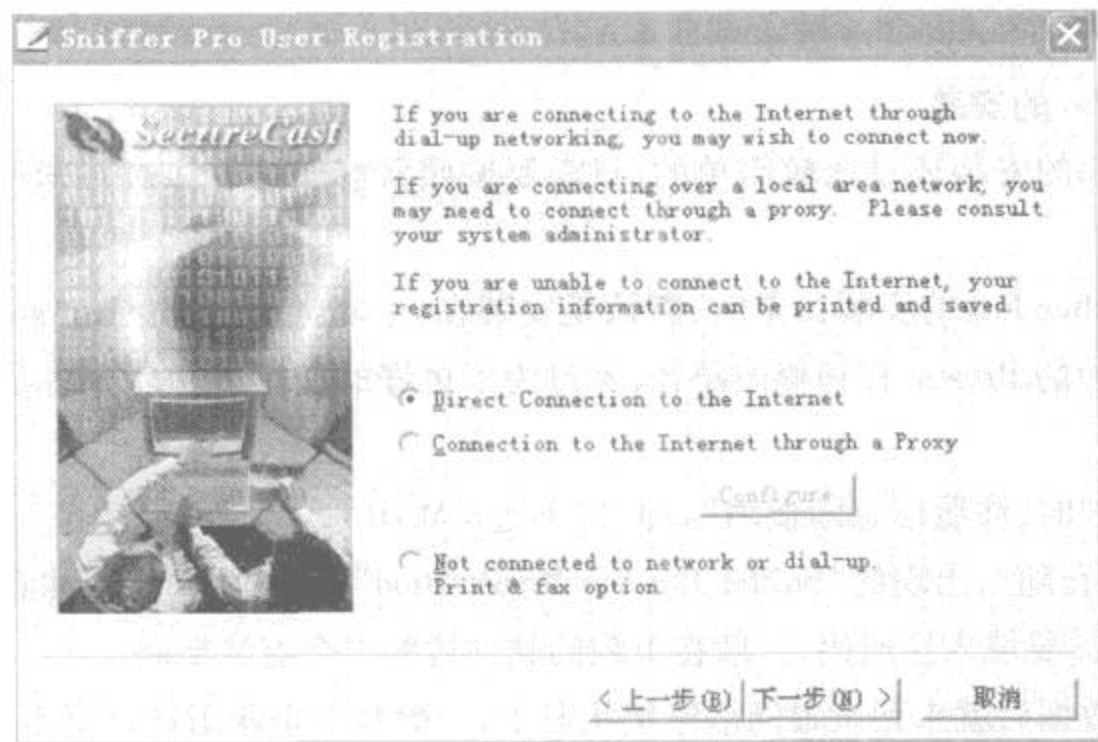 Sniffer Pro User Registration
SecureCast
If you are connecting to the Internet through
dial-up networking, you may wish to connect now.
If you are connecting over a local area network, you
may need to connect through a proxy. Please consult
your system administrator.
If you are unable to connect to the Internet, your
registration information can be printed and saved.
Direct Connection to the Internet
Connection to the Internet through a Proxy
Configure
Not connected to network or dial-up.
Print & fax option
< 上一步(B)
下一步(N) >
取消